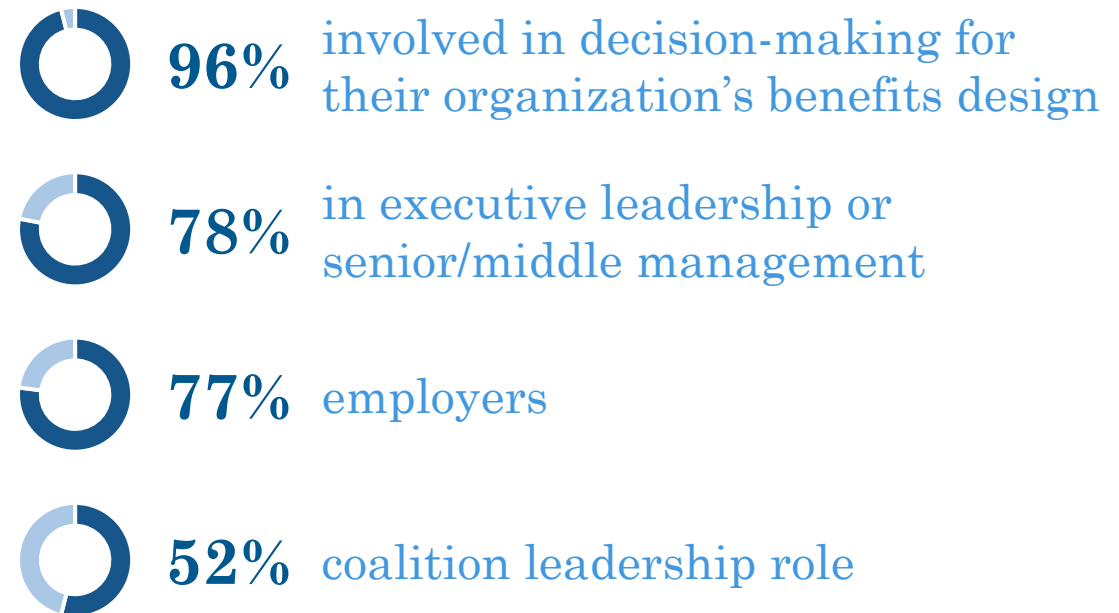 96% involved in decision-making for
their organization’s benefits design
78% in executive leadership or
senior/middle management
77% employers
52% coalition leadership role